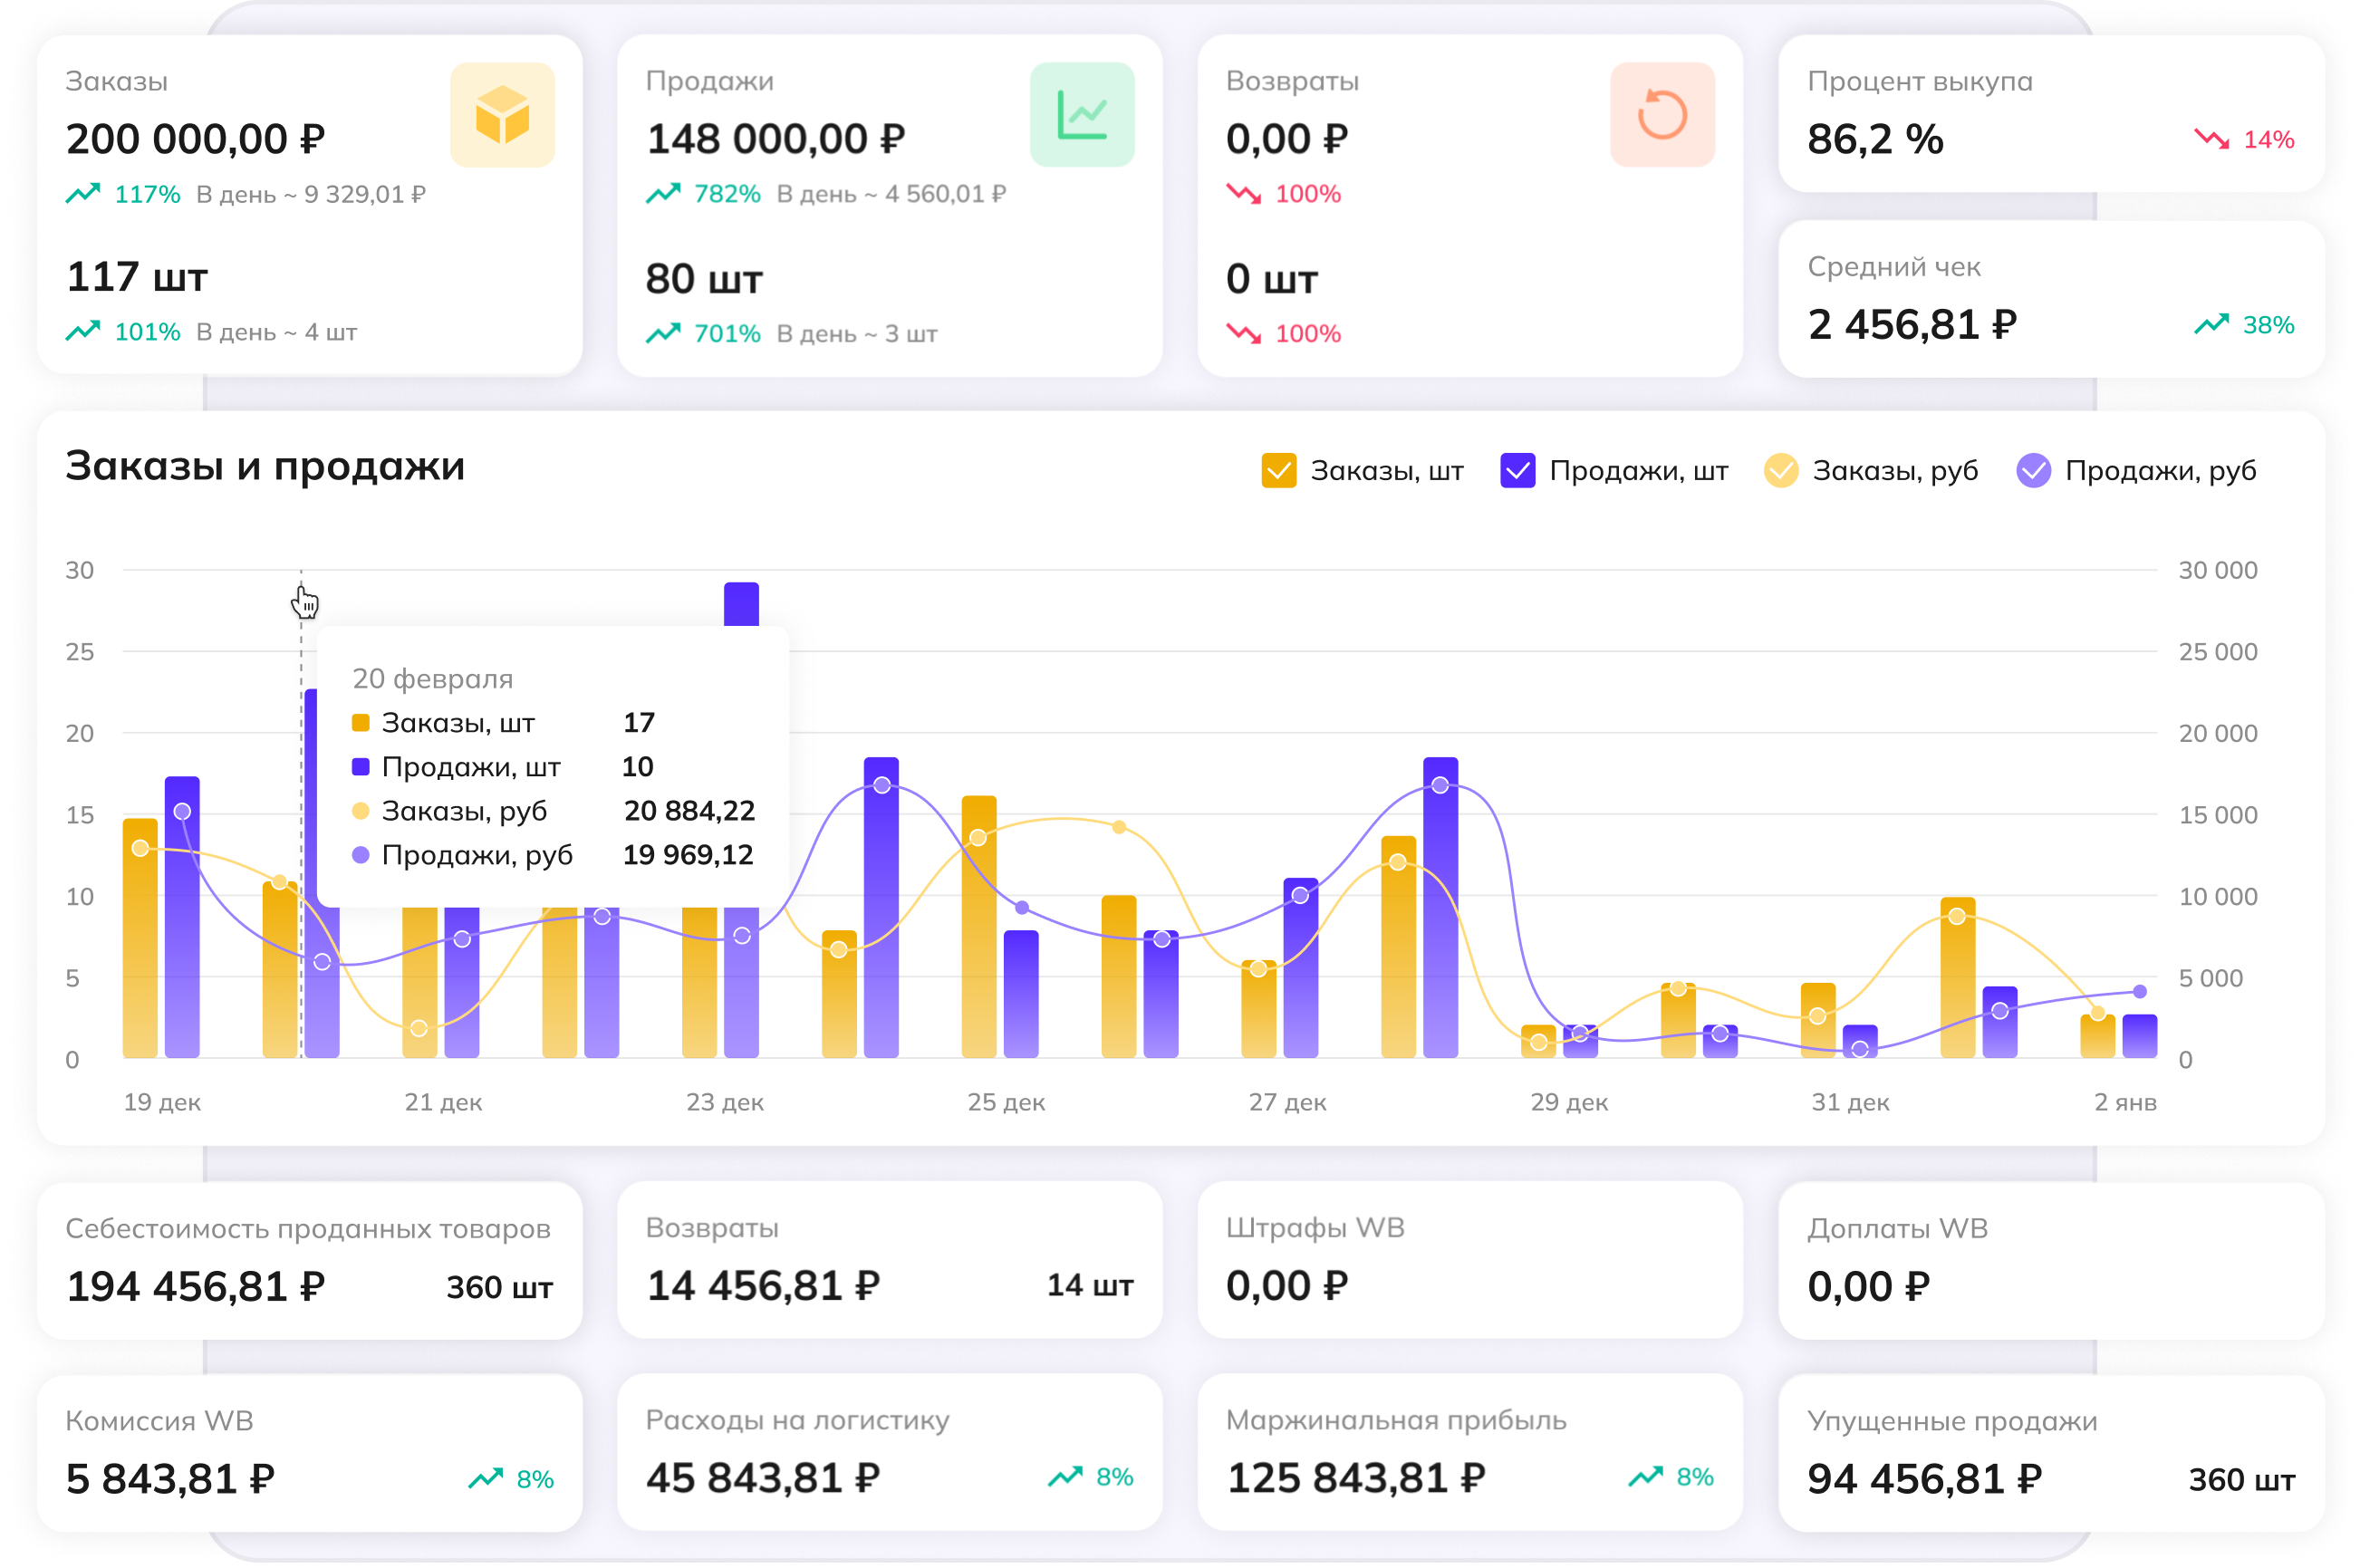 Заказы
200 000,00 ₽
117% В день ~ 9 329,01 ₽
117 шт
101% В день ~ 4 шт
Продажи
148 000,00 ₽
782% В день ~ 4 560,01 ₽
80 шт
701% В день ~ 3 шт
Возвраты
0,00 ₽
100%
0 шт
100%
Процент выкупа
86,2 % 14%
Средний чек
2 456,81 ₽ 38%
Заказы и продажи
Заказы, шт Продажи, шт Заказы, руб Продажи, руб
30 30 000
25 25 000
20 20 000
15 15 000
10 10 000
5 5 000
0 0
20 февраля
Заказы, шт 17
Продажи, шт 10
Заказы, руб 20 884,22
Продажи, руб 19 969,12
19 дек 21 дек 23 дек 25 дек 27 дек 29 дек 31 дек 2 янв
Себестоимость проданных товаров
194 456,81 ₽ 360 шт
Возвраты
14 456,81 ₽ 14 шт
Штрафы WB
0,00 ₽
Доплаты WB
0,00 ₽
Комиссия WB
5 843,81 ₽ 8%
Расходы на логистику
45 843,81 ₽ 8%
Маржинальная прибыль
125 843,81 ₽ 8%
Упущенные продажи
94 456,81 ₽ 360 шт